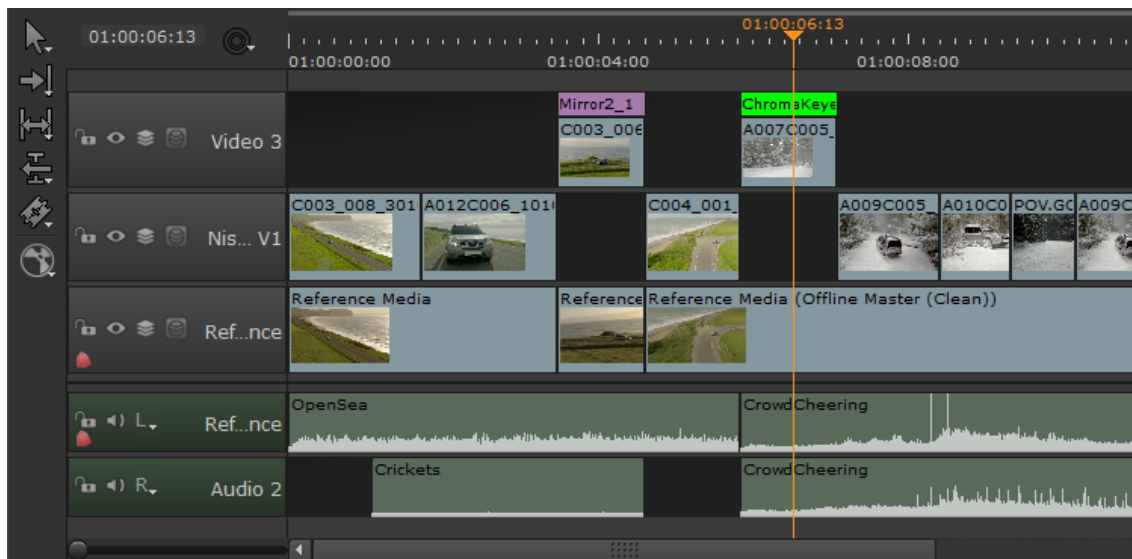 01:00:06:13
01:00:06:13
01:00:00:00
01:00:04:00
01:00:08:00
Video 3
Mirror2_1
C003_006
ChromaKeye
A007C005_
Nis... V1
C003_008_301
A012C006_101
C004_001_
A009C005_
A010C0
POV.GC
A009C
Ref...nce
Reference Media
Reference
Reference Media (Offline Master (Clean))
L
Ref...nce
OpenSea
CrowdCheering
R
Audio 2
Crickets
CrowdCheering